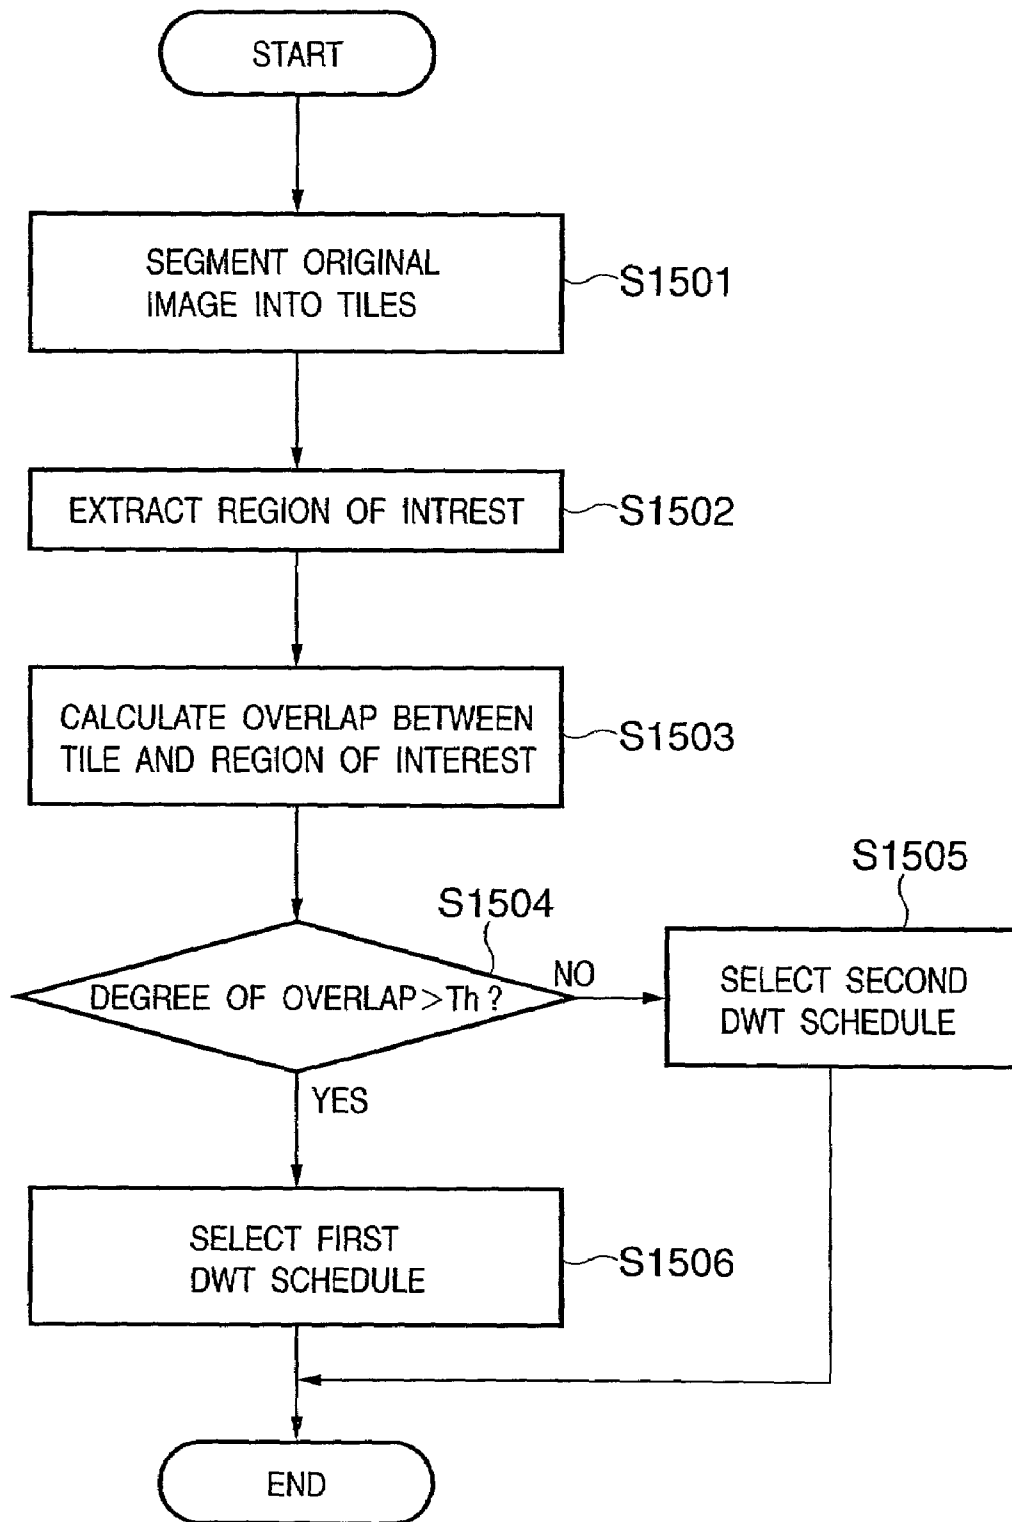 START
SEGMENT ORIGINAL
IMAGE INTO TILES
S1501
EXTRACT REGION OF INTREST
S1502
CALCULATE OVERLAP BETWEEN
TILE AND REGION OF INTEREST
S1503
S1504
DEGREE OF OVERLAP>Th?
NO
S1505
SELECT SECOND
DWT SCHEDULE
YES
SELECT FIRST
DWT SCHEDULE
S1506
END